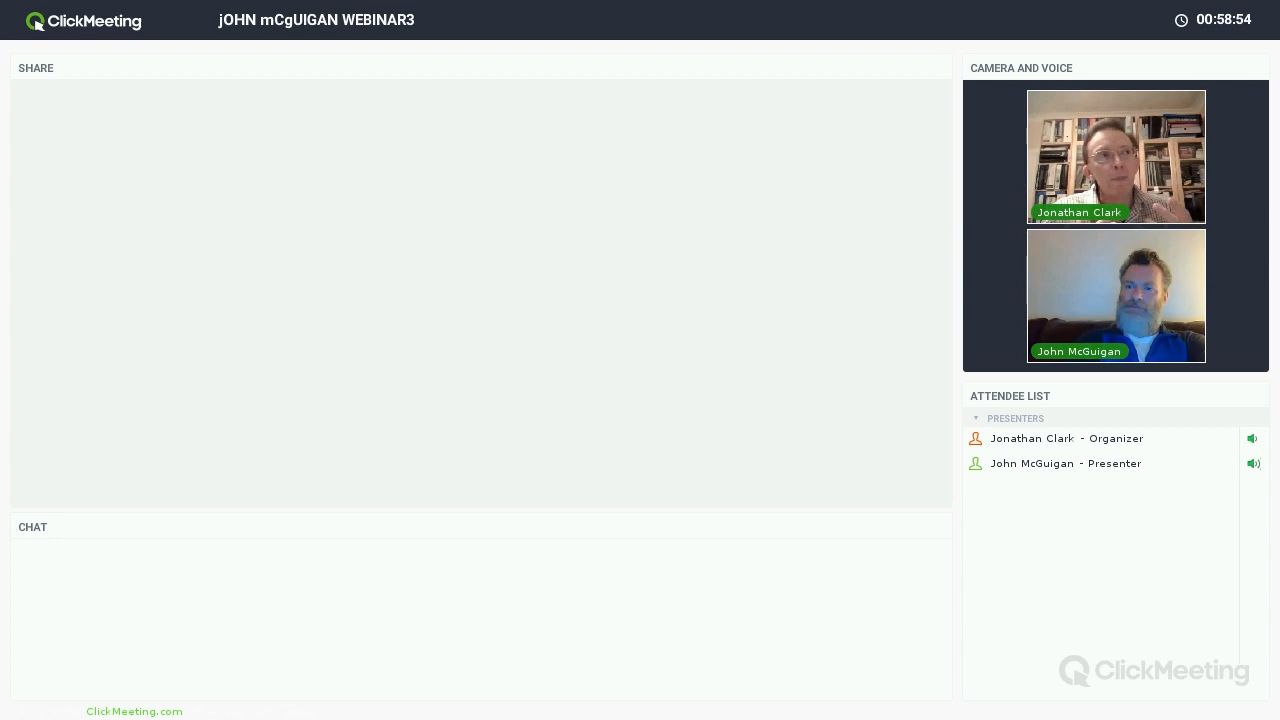 ClickMeeting
jOHN mCgUIGAN WEBINAR3
00:58:54
SHARE
CAMERA AND VOICE
Jonathan Clark
John McGuigan
ATTENDEE LIST
PRESENTERS
Jonathan Clark - Organizer
John McGuigan - Presenter
CHAT
ClickMeeting
ClickMeeting.com